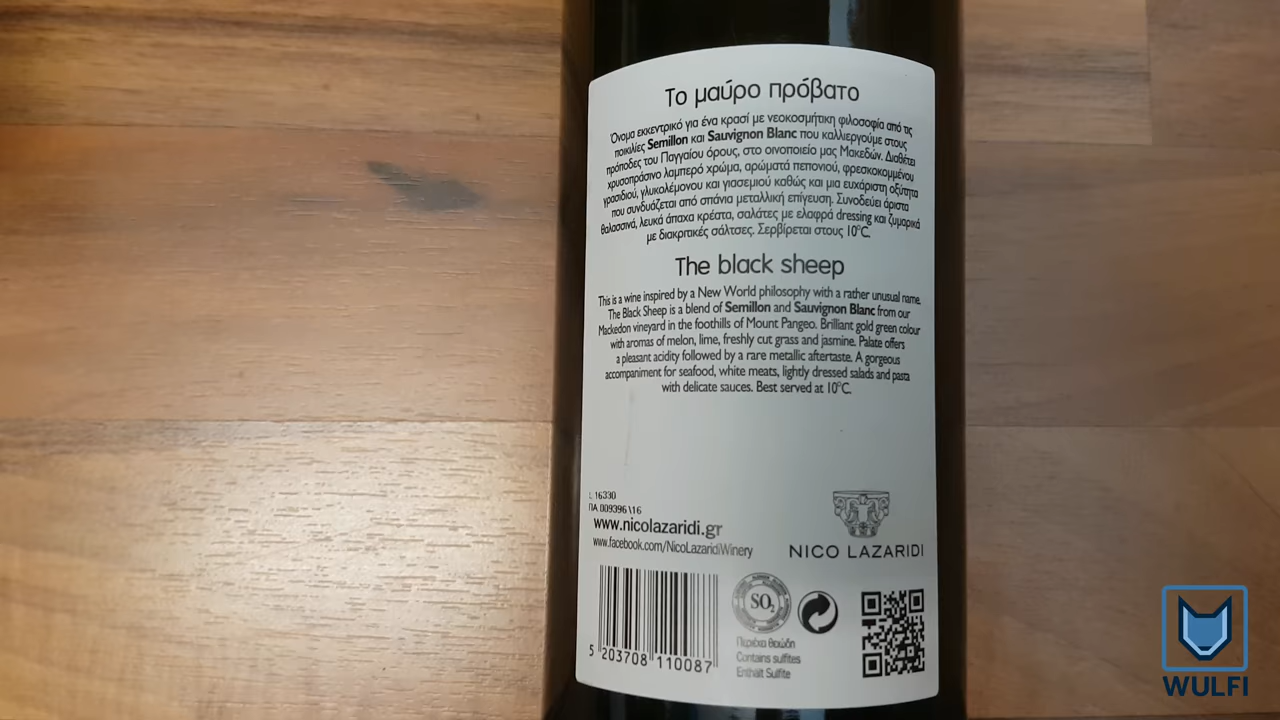 Το μαύρο πρόβατο
Όνομα εκκεντρικό για ένα κρασί με νεοκοσμήτικη φιλοσοφία από τις
ποικιλίες Semillon και Sauvignon Blanc που καλλιεργούμε στους
πρόποδες του Παγγαίου όρους, στο οινοποιείο μας Μακεδών. Διαθέτει
χρυσοπράσινο λαμπερό χρώμα, αρώματά πεπονιού, φρεσκοκομμένου
γρασιδιού, γλυκολέμονου και γιασεμιού καθώς και μια ευχάριστη οξύτητα
που συνδυάζεται από σπάνια μεταλλική επίγευση. Συνοδεύει άριστα
θαλασσινά, λευκά άπαχα κρέατα, σαλάτες με ελαφρά dressing και ζυμαρικά
με διακριτικές σάλτσες. Σερβίρεται στους 10°C.
The black sheep
This is a wine inspired by a New World philosophy with a rather unusual name.
The Black Sheep is a blend of Semillon and Sauvignon Blanc from our
Mackedon vineyard in the foothills of Mount Pangeo. Brilliant gold green colour
with aromas of melon, lime, freshly cut grass and jasmine. Palate offers
a pleasant acidity followed by a rare metallic aftertaste. A gorgeous
accompaniment for seafood, white meats, lightly dressed salads and pasta
with delicate sauces. Best served at 10°C.
L 16330
ΠΑ 009396 \16
www.nicolazaridi.gr
www.facebook.com/NicoLazaridiWinery
NICO LAZARIDI
SO2
Περιέχει θειώδη
Contains sulfites
Enthält Sulfite
5 203708 110087
WULFI